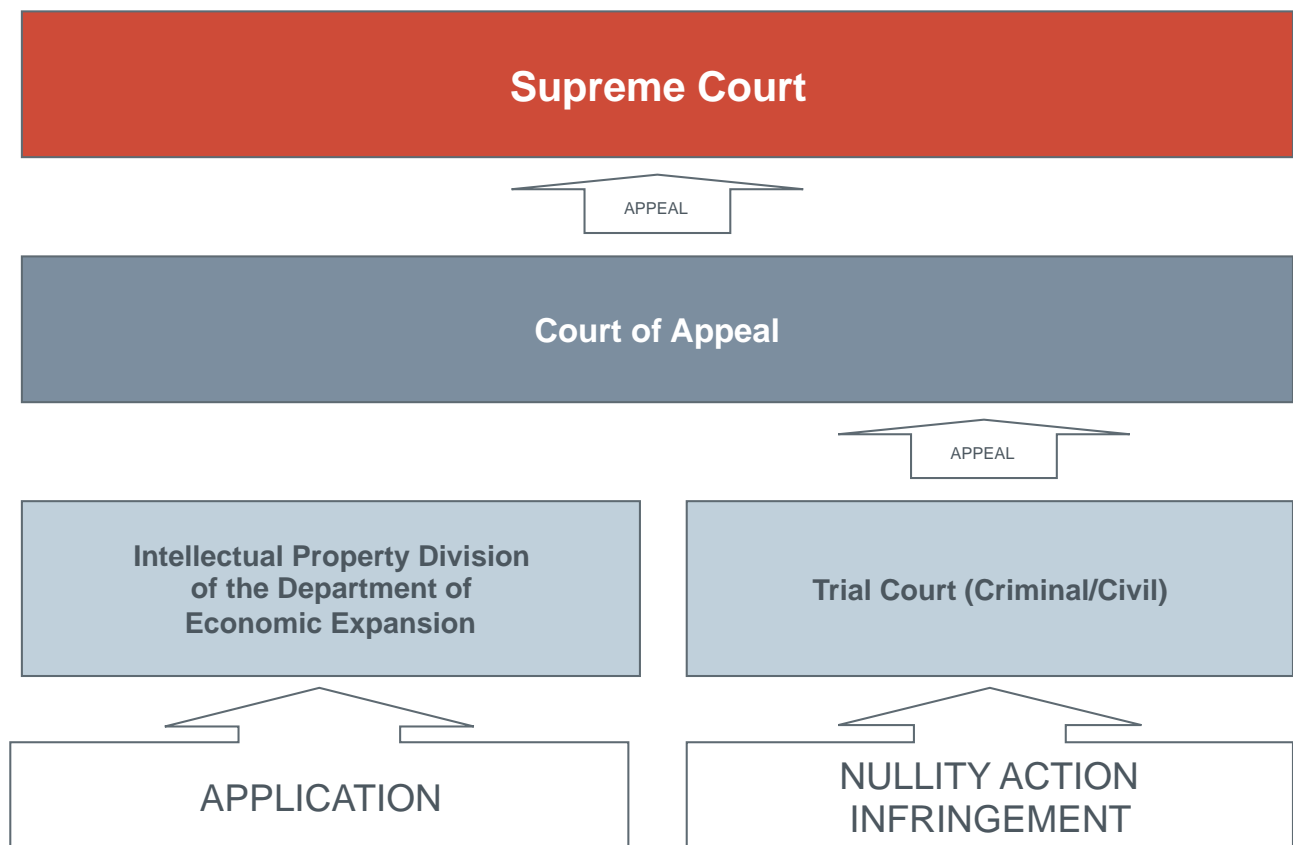 Supreme Court
APPEAL
Court of Appeal
APPEAL
Intellectual Property Division
of the Department of
Economic Expansion
Trial Court (Criminal/Civil)
APPLICATION
NULLITY ACTION
INFRINGEMENT